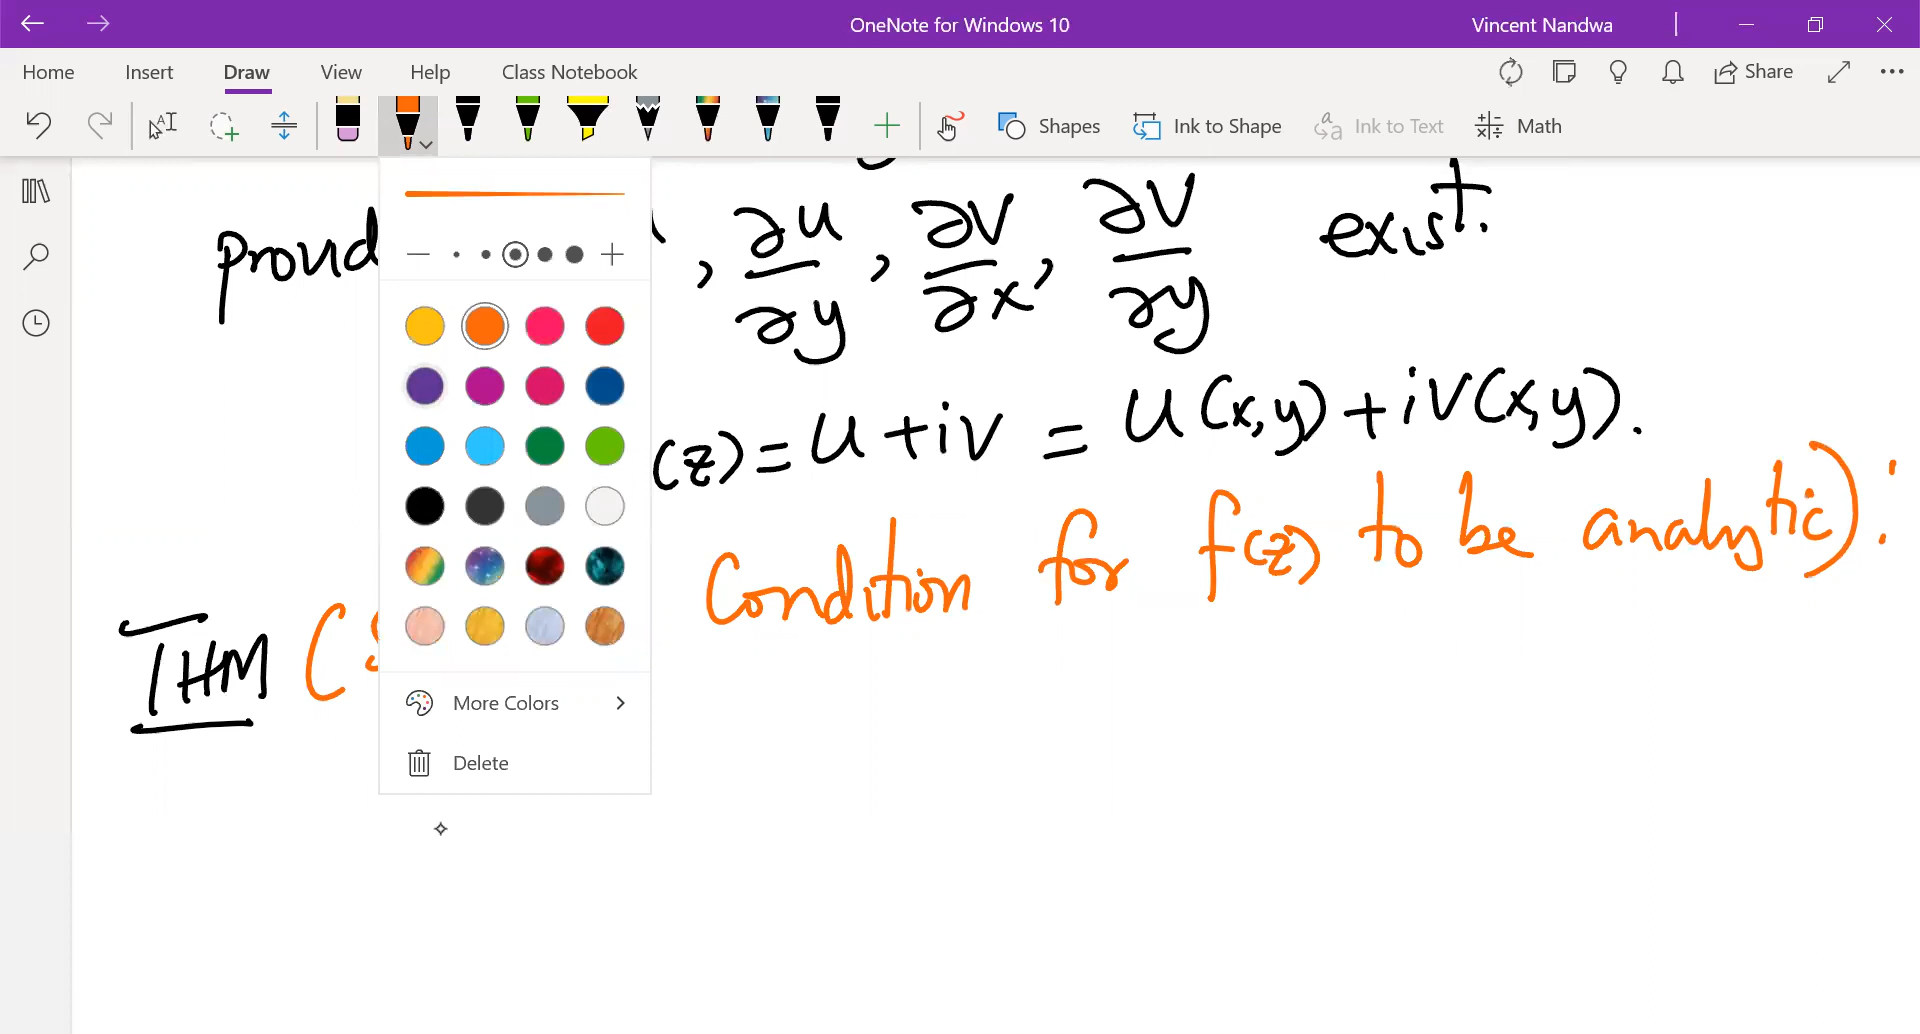 OneNote for Windows 10
Vincent Nandwa
Home Insert Draw View Help Class Notebook
Share
Shapes Ink to Shape Ink to Text Math
, ∂u/∂y , ∂v/∂x , ∂v/∂y exist.
(z) = u + iv = u(x,y) + iv(x,y).
THM ( Condition for f(z) to be analytic):
More Colors
Delete